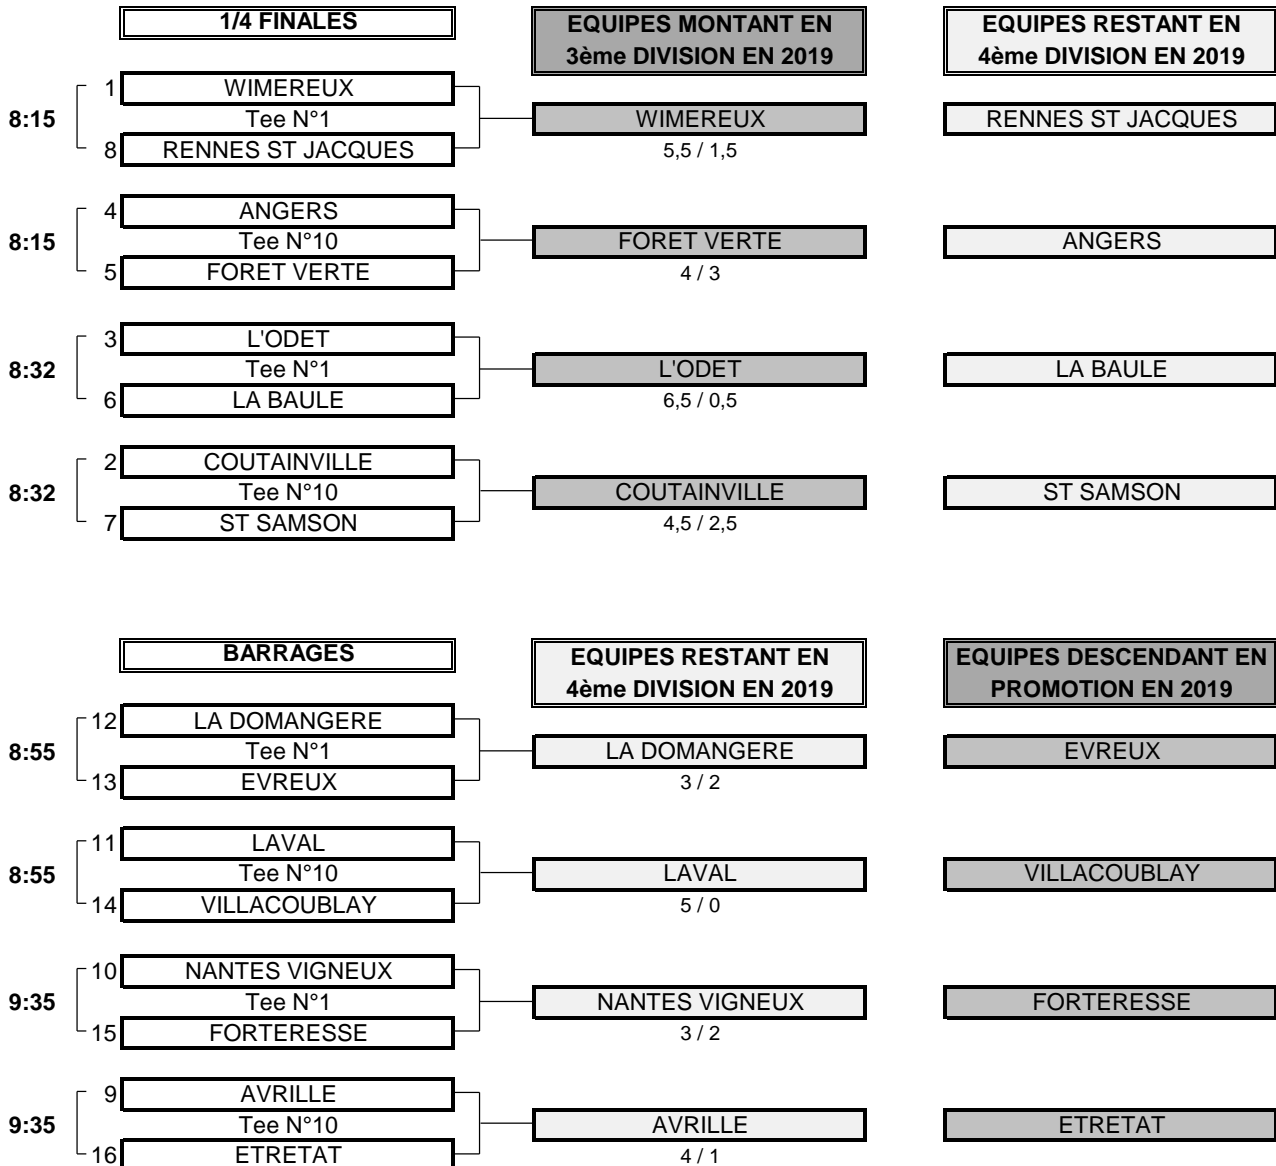 1/4 FINALES
EQUIPES MONTANT EN
3ème DIVISION EN 2019
EQUIPES RESTANT EN
4ème DIVISION EN 2019
1 WIMEREUX
8:15 Tee N°1 WIMEREUX RENNES ST JACQUES
8 RENNES ST JACQUES 5,5 / 1,5
4 ANGERS
8:15 Tee N°10 FORET VERTE ANGERS
5 FORET VERTE 4 / 3
3 L'ODET
8:32 Tee N°1 L'ODET LA BAULE
6 LA BAULE 6,5 / 0,5
2 COUTAINVILLE
8:32 Tee N°10 COUTAINVILLE ST SAMSON
7 ST SAMSON 4,5 / 2,5
BARRAGES
EQUIPES RESTANT EN
4ème DIVISION EN 2019
EQUIPES DESCENDANT EN
PROMOTION EN 2019
12 LA DOMANGERE
8:55 Tee N°1 LA DOMANGERE EVREUX
13 EVREUX 3 / 2
11 LAVAL
8:55 Tee N°10 LAVAL VILLACOUBLAY
14 VILLACOUBLAY 5 / 0
10 NANTES VIGNEUX
9:35 Tee N°1 NANTES VIGNEUX FORTERESSE
15 FORTERESSE 3 / 2
9 AVRILLE
9:35 Tee N°10 AVRILLE ETRETAT
16 ETRETAT 4 / 1